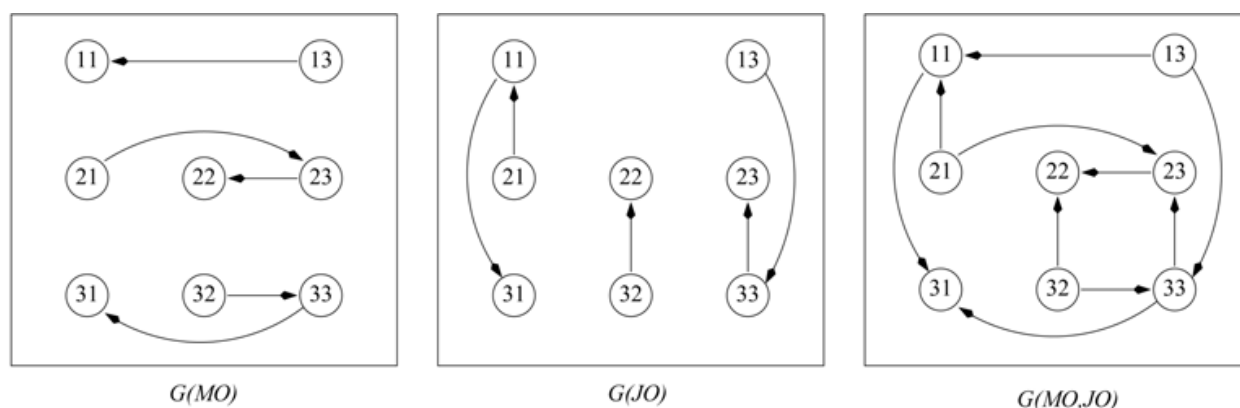 11 13 11 13 11 13
21 22 23 21 22 23 21 22 23
31 32 33 31 32 33 31 32 33
G(MO) G(JO) G(MO,JO)